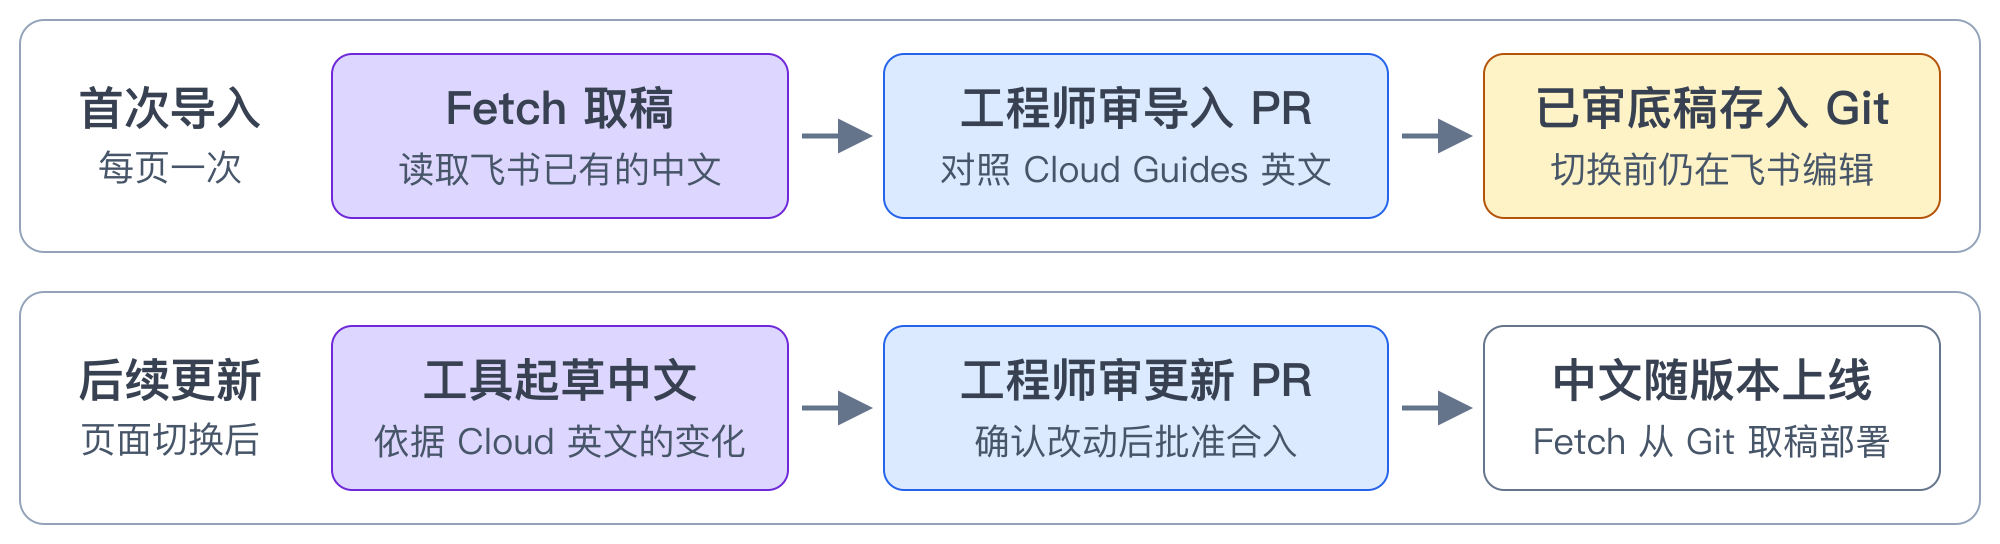 首次导入
每页一次
Fetch 取稿
读取飞书已有的中文
工程师审导入 PR
对照 Cloud Guides 英文
已审底稿存入 Git
切换前仍在飞书编辑
后续更新
页面切换后
工具起草中文
依据 Cloud 英文的变化
工程师审更新 PR
确认改动后批准合入
中文随版本上线
Fetch 从 Git 取稿部署